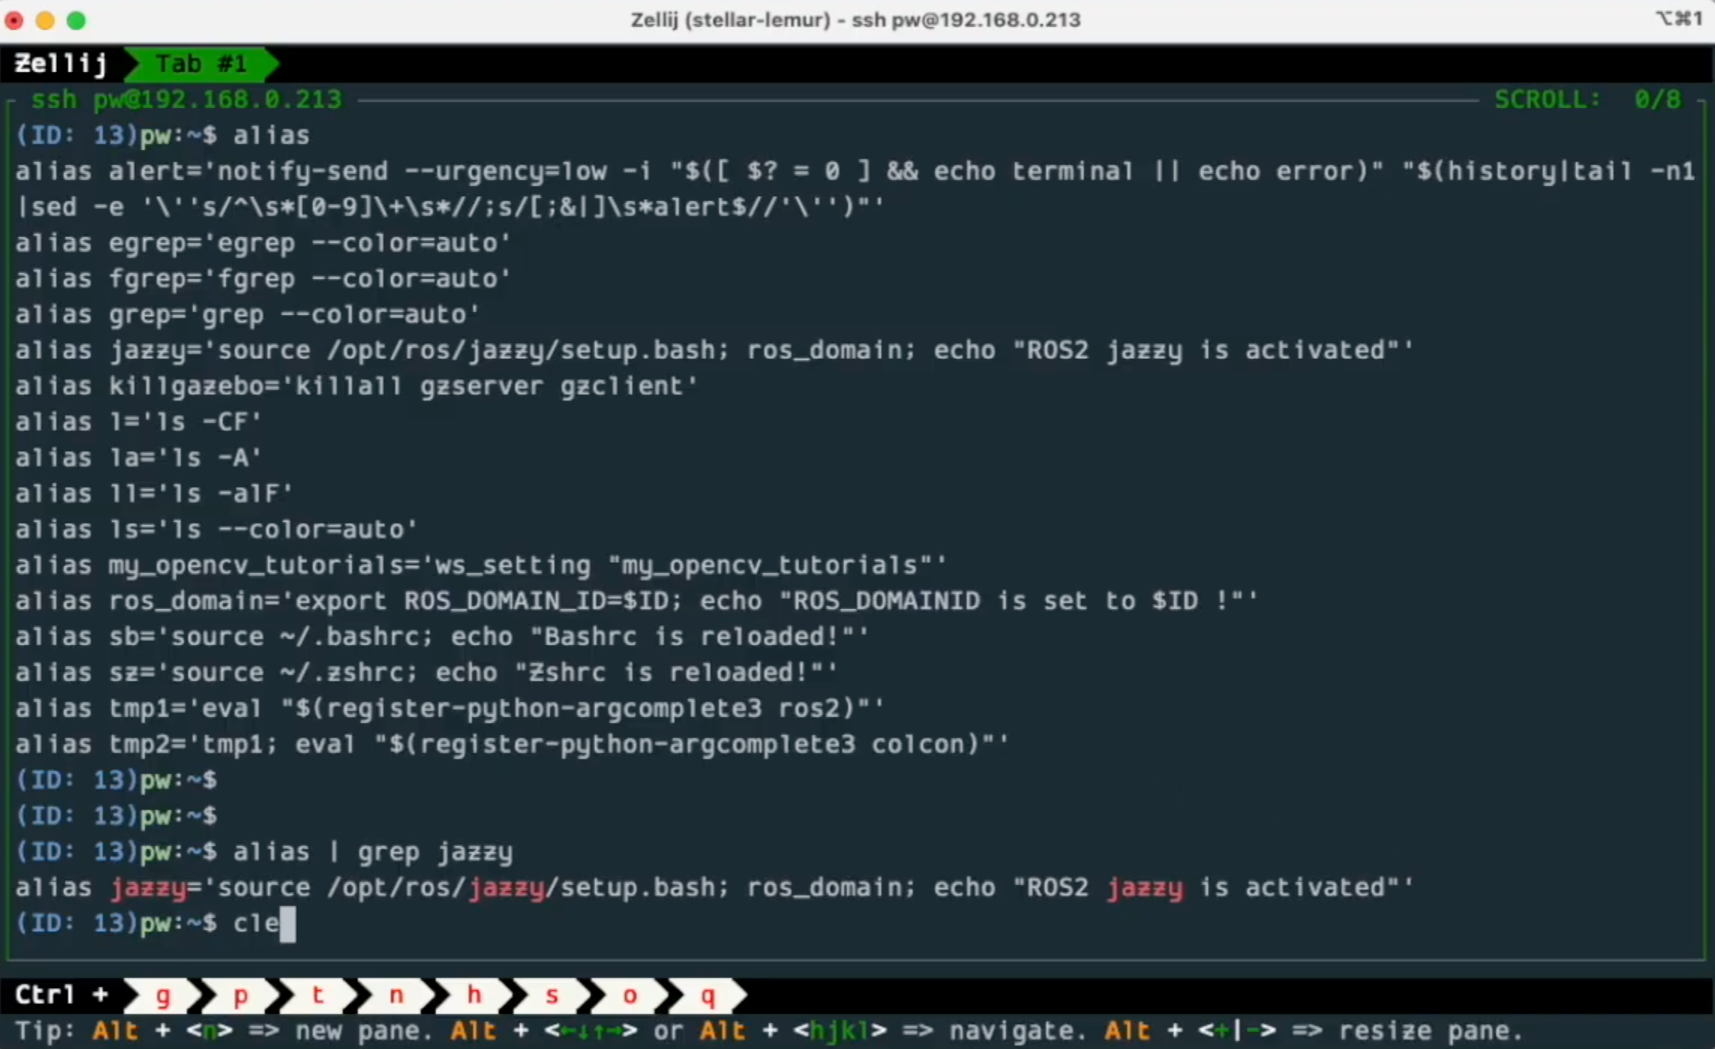 Zellij (stellar-lemur) - ssh pw@192.168.0.213
⌥⌘1
Zellij Tab #1
ssh pw@192.168.0.213 SCROLL: 0/8
(ID: 13)pw:~$ alias
alias alert='notify-send --urgency=low -i "$([ $? = 0 ] && echo terminal || echo error)" "$(history|tail -n1
|sed -e '\''s/^\s*[0-9]\+\s*//;s/[;&|]\s*alert$//'\'')"'
alias egrep='egrep --color=auto'
alias fgrep='fgrep --color=auto'
alias grep='grep --color=auto'
alias jazzy='source /opt/ros/jazzy/setup.bash; ros_domain; echo "ROS2 jazzy is activated"'
alias killgazebo='killall gzserver gzclient'
alias l='ls -CF'
alias la='ls -A'
alias ll='ls -alF'
alias ls='ls --color=auto'
alias my_opencv_tutorials='ws_setting "my_opencv_tutorials"'
alias ros_domain='export ROS_DOMAIN_ID=$ID; echo "ROS_DOMAINID is set to $ID !"'
alias sb='source ~/.bashrc; echo "Bashrc is reloaded!"'
alias sz='source ~/.zshrc; echo "Zshrc is reloaded!"'
alias tmp1='eval "$(register-python-argcomplete3 ros2)"'
alias tmp2='tmp1; eval "$(register-python-argcomplete3 colcon)"'
(ID: 13)pw:~$
(ID: 13)pw:~$
(ID: 13)pw:~$ alias | grep jazzy
alias jazzy='source /opt/ros/jazzy/setup.bash; ros_domain; echo "ROS2 jazzy is activated"'
(ID: 13)pw:~$ cle
Ctrl + g p t n h s o q
Tip: Alt + <n> => new pane. Alt + <←↓↑→> or Alt + <hjkl> => navigate. Alt + <+|-> => resize pane.